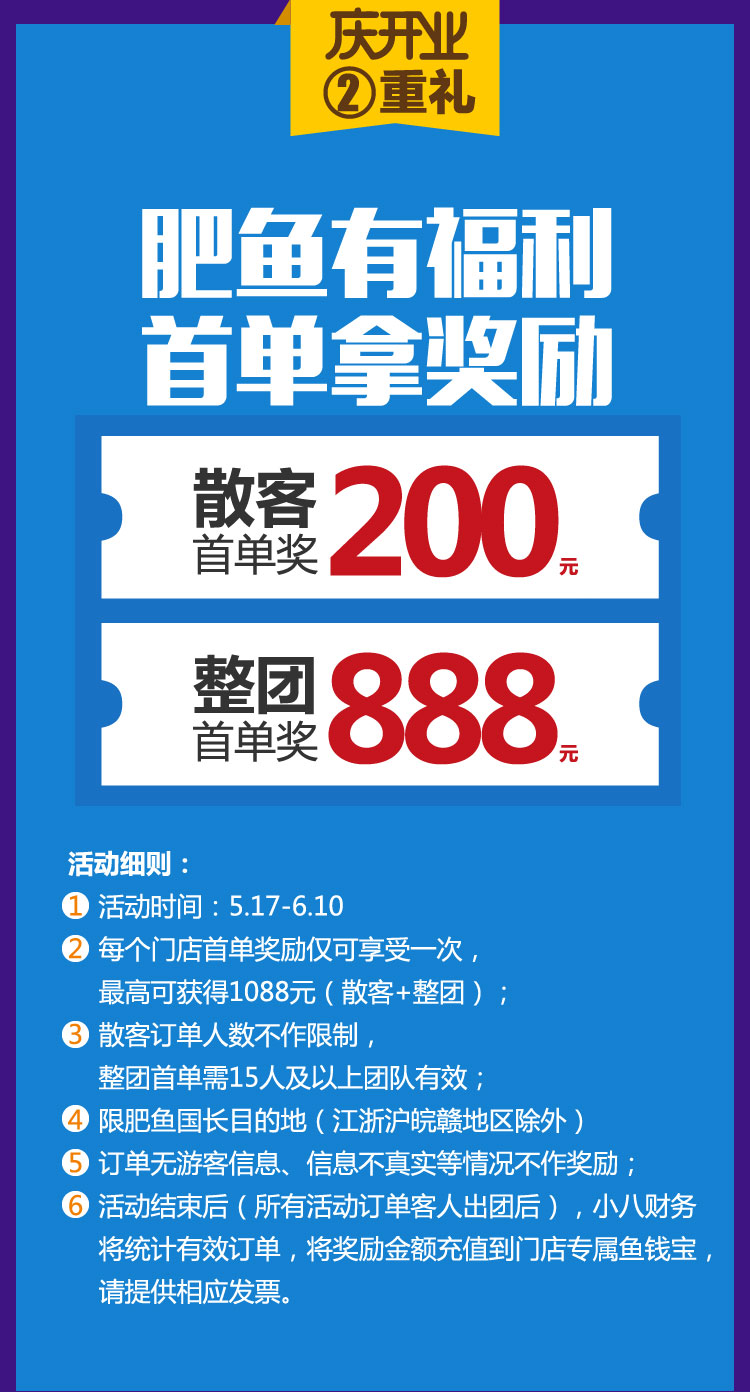 庆开业
②重礼
肥鱼有福利
首单拿奖励
散客
首单奖
200元
整团
首单奖
888元
活动细则：
① 活动时间：5.17-6.10
② 每个门店首单奖励仅可享受一次，
最高可获得1088元（散客+整团）；
③ 散客订单人数不作限制，
整团首单需15人及以上团队有效；
④ 限肥鱼国长目的地（江浙沪皖赣地区除外）
⑤ 订单无游客信息、信息不真实等情况不作奖励；
⑥ 活动结束后（所有活动订单客人出团后），小八财务
将统计有效订单，将奖励金额充值到门店专属鱼钱宝，
请提供相应发票。